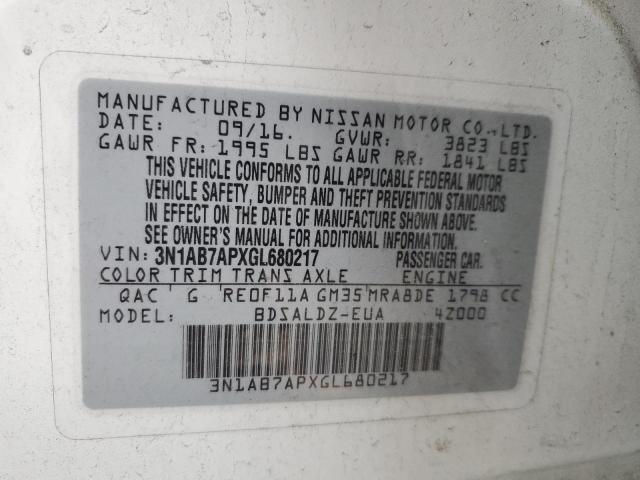 MANUFACTURED BY NISSAN MOTOR CO., LTD.
DATE: 09/16. GVWR: 3823 LBS
GAWR FR: 1995 LBS GAWR RR: 1841 LBS
THIS VEHICLE CONFORMS TO ALL APPLICABLE FEDERAL MOTOR
VEHICLE SAFETY, BUMPER AND THEFT PREVENTION STANDARDS
IN EFFECT ON THE DATE OF MANUFACTURE SHOWN ABOVE.
SEE OWNER'S MANUAL FOR ADDITIONAL INFORMATION.
VIN: 3N1AB7APXGL680217 PASSENGER CAR.
COLOR TRIM TRANS AXLE ENGINE
QAC G RE0F11A GM35 MRA8DE 1798 CC
MODEL: BDSALDZ-EUA 4Z000
3N1AB7APXGL680217